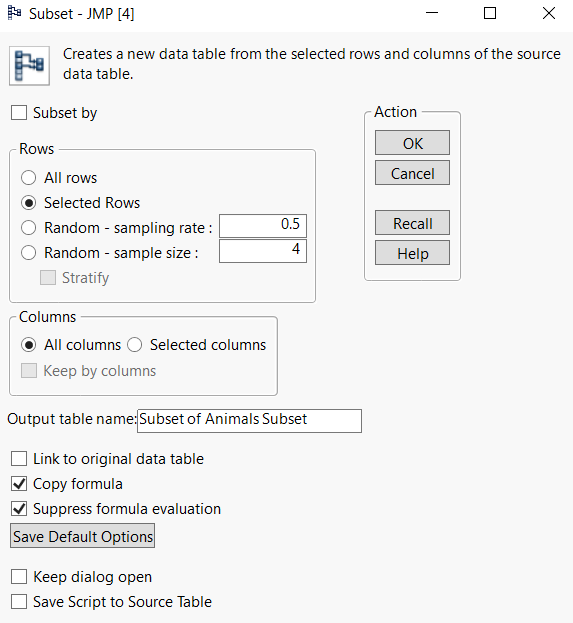 Subset - JMP [4]
Creates a new data table from the selected rows and columns of the source
data table.
Subset by
Action
OK
Cancel
Recall
Help
Rows
All rows
Selected Rows
Random - sampling rate : 0.5
Random - sample size : 4
Stratify
Columns
All columns Selected columns
Keep by columns
Output table name: Subset of Animals Subset
Link to original data table
Copy formula
Suppress formula evaluation
Save Default Options
Keep dialog open
Save Script to Source Table